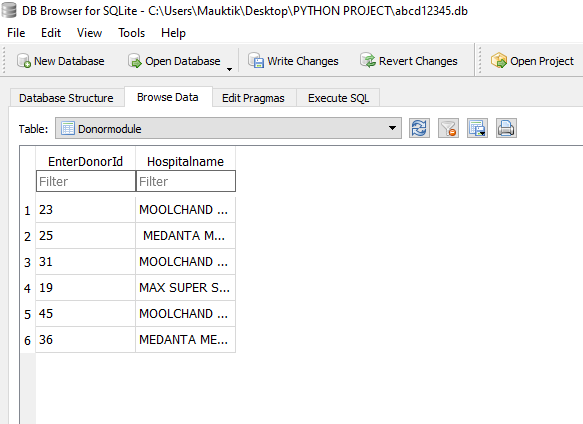 DB Browser for SQLite - C:\Users\Mauktik\Desktop\PYTHON PROJECT\abcd12345.db
File Edit View Tools Help
New Database Open Database Write Changes Revert Changes Open Project
Database Structure Browse Data Edit Pragmas Execute SQL
Table: Donormodule
EnterDonorId Hospitalname
Filter Filter
1 23 MOOLCHAND ...
2 25 MEDANTA M...
3 31 MOOLCHAND ...
4 19 MAX SUPER S...
5 45 MOOLCHAND ...
6 36 MEDANTA ME...